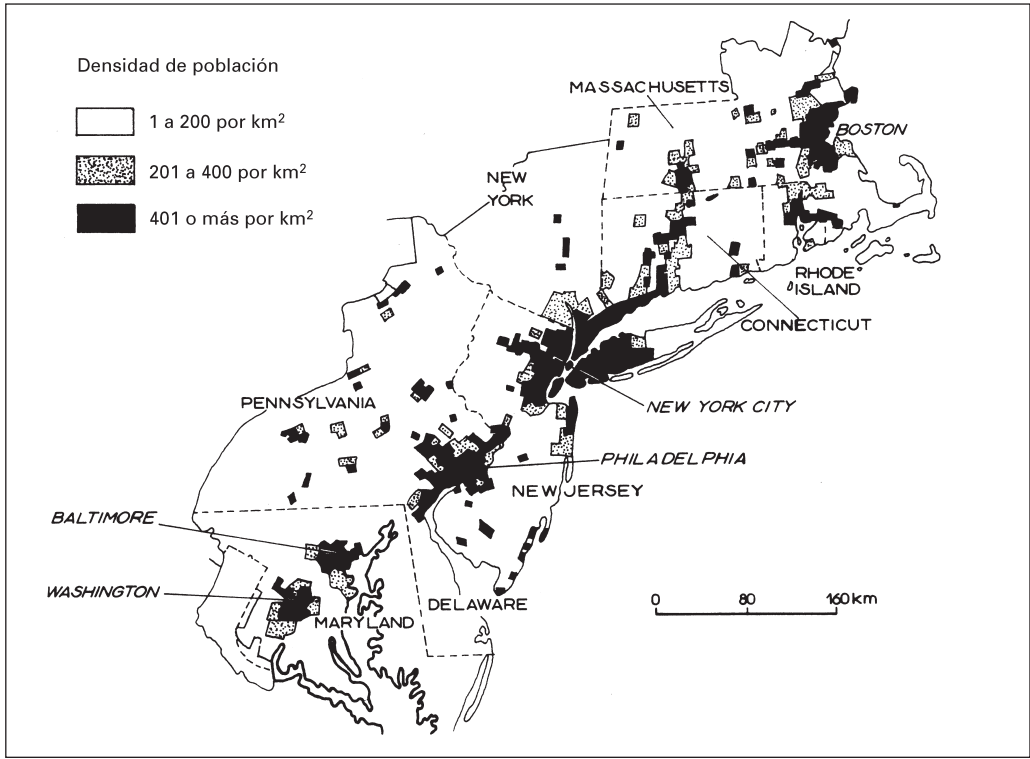 Densidad de población
1 a 200 por km²
201 a 400 por km²
401 o más por km²
MASSACHUSETTS
BOSTON
NEW
YORK
RHODE
ISLAND
CONNECTICUT
PENNSYLVANIA
NEW YORK CITY
PHILADELPHIA
NEW JERSEY
BALTIMORE
WASHINGTON
DELAWARE
MARYLAND
0 80 160 km